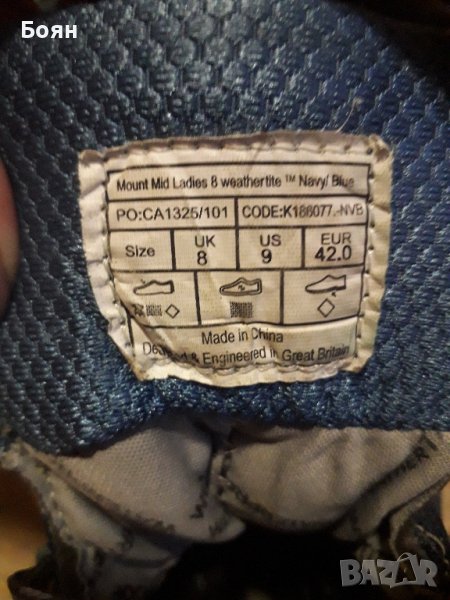 Боян
Mount Mid Ladies 8 weathertite ™ Navy/ Blue
PO:CA1325/101 CODE:K186077.-NVB
Size UK 8 US 9 EUR 42.0
Made in China
& Engineered in Great Britain
BAZAR